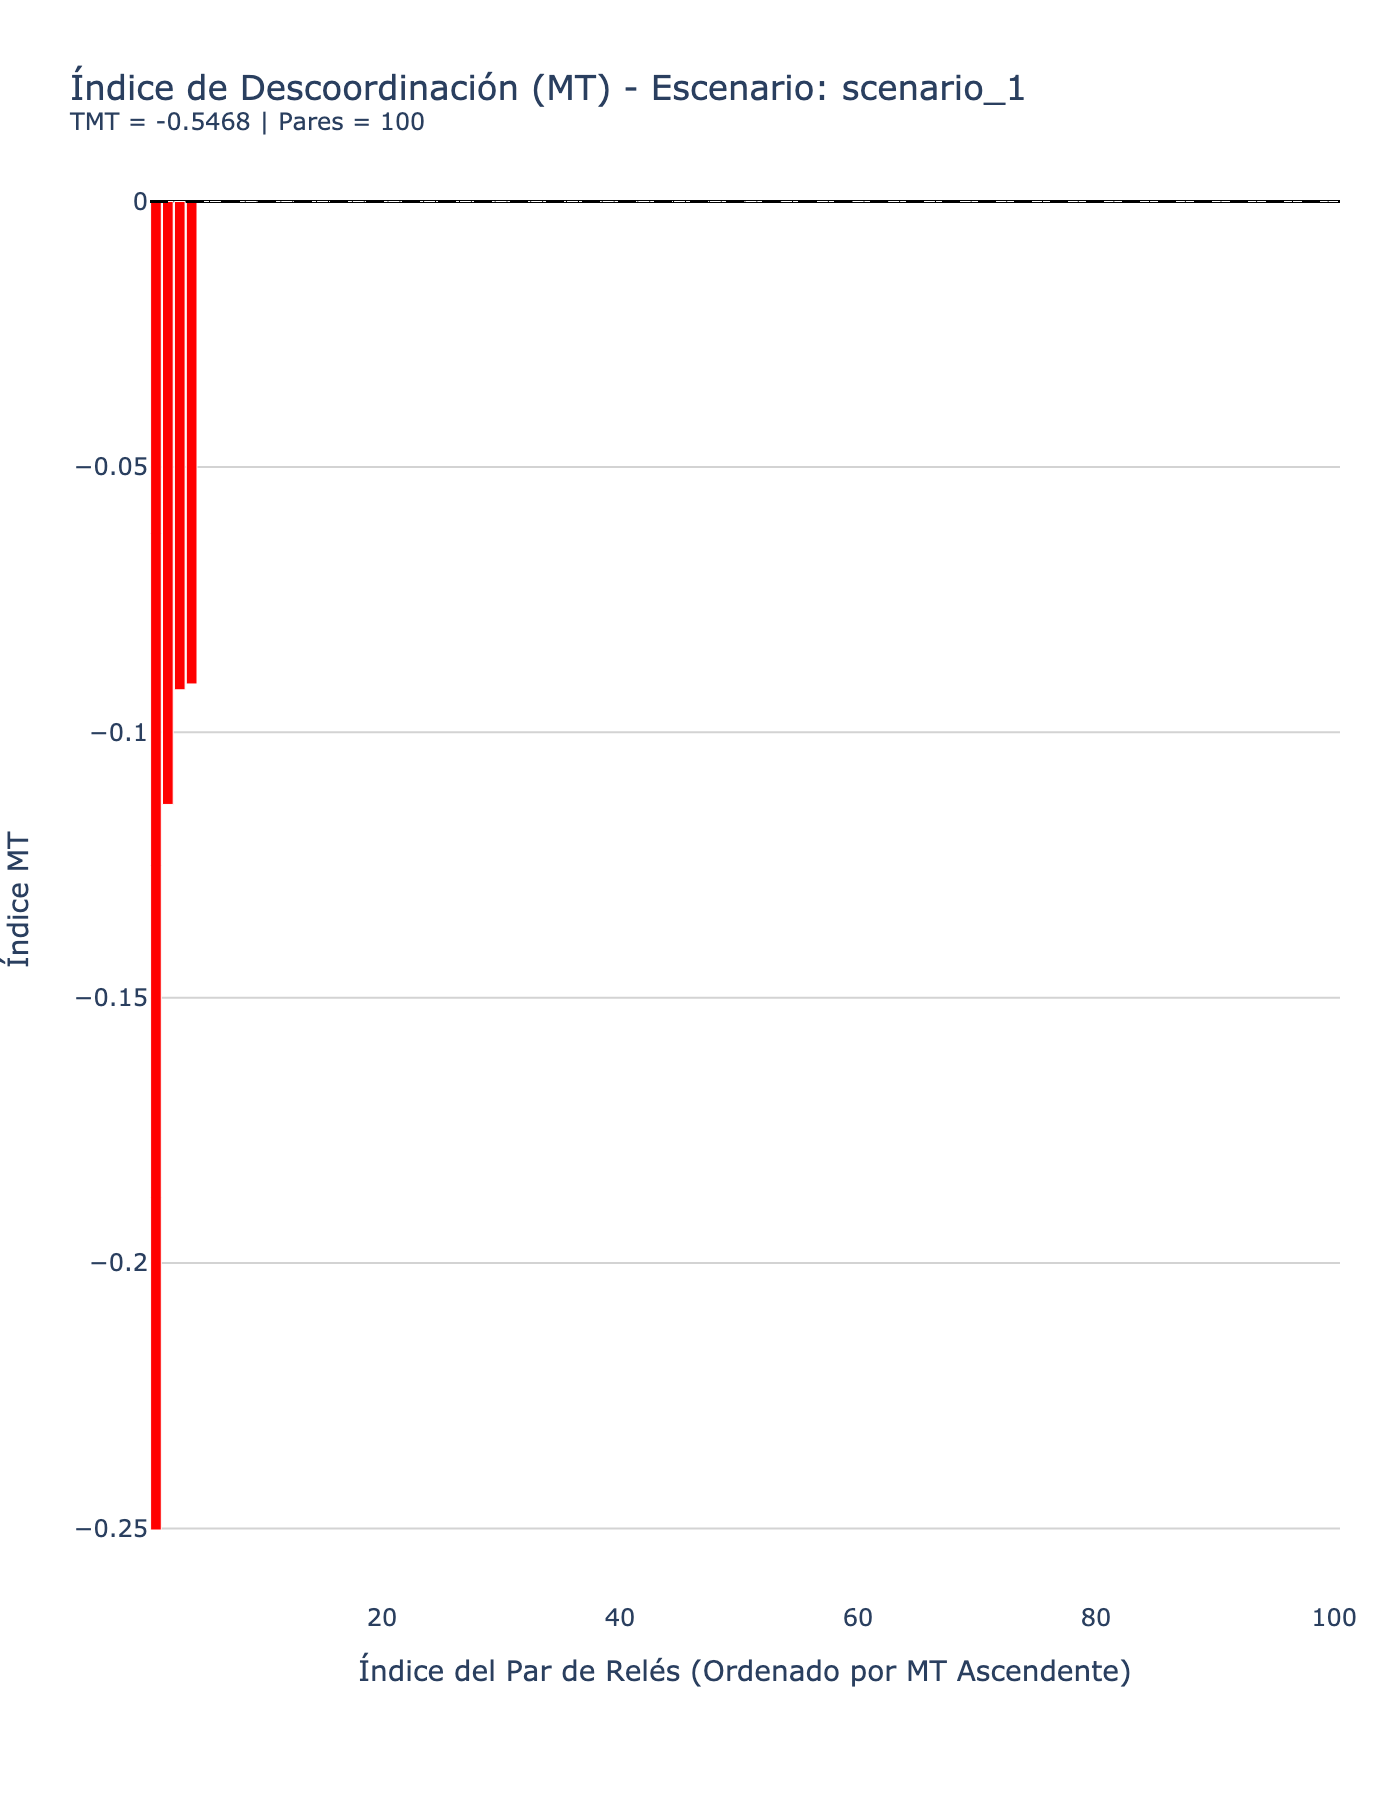 Índice de Descoordinación (MT) - Escenario: scenario_1
TMT = -0.5468 | Pares = 100
0
−0.05
−0.1
−0.15
−0.2
−0.25
Índice MT
20 40 60 80 100
Índice del Par de Relés (Ordenado por MT Ascendente)